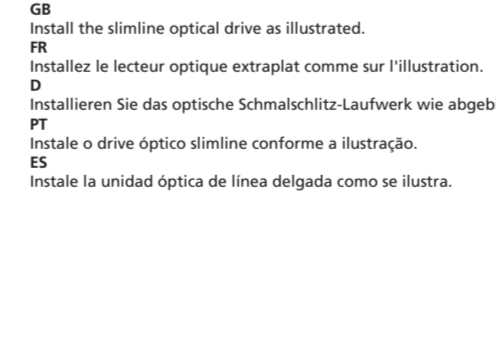 GB
Install the slimline optical drive as illustrated.
FR
Installez le lecteur optique extraplat comme sur l'illustration.
D
Installieren Sie das optische Schmalschlitz-Laufwerk wie
PT
Instale o drive óptico slimline conforme a ilustração.
ES
Instale la unidad óptica de línea delgada como se ilustra.